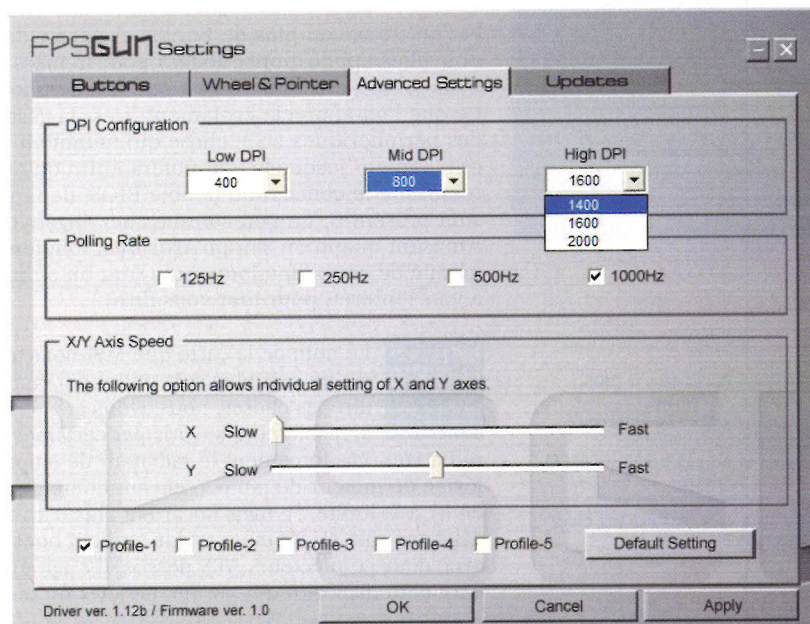 FPSGUN Settings
Buttons
Wheel & Pointer
Advanced Settings
Updates
DPI Configuration
Low DPI
Mid DPI
High DPI
400
800
1600
1400
1600
2000
Polling Rate
125Hz
250Hz
500Hz
1000Hz
X/Y Axis Speed
The following option allows individual setting of X and Y axes.
X Slow Fast
Y Slow Fast
Profile-1
Profile-2
Profile-3
Profile-4
Profile-5
Default Setting
Driver ver. 1.12b / Firmware ver. 1.0
OK
Cancel
Apply